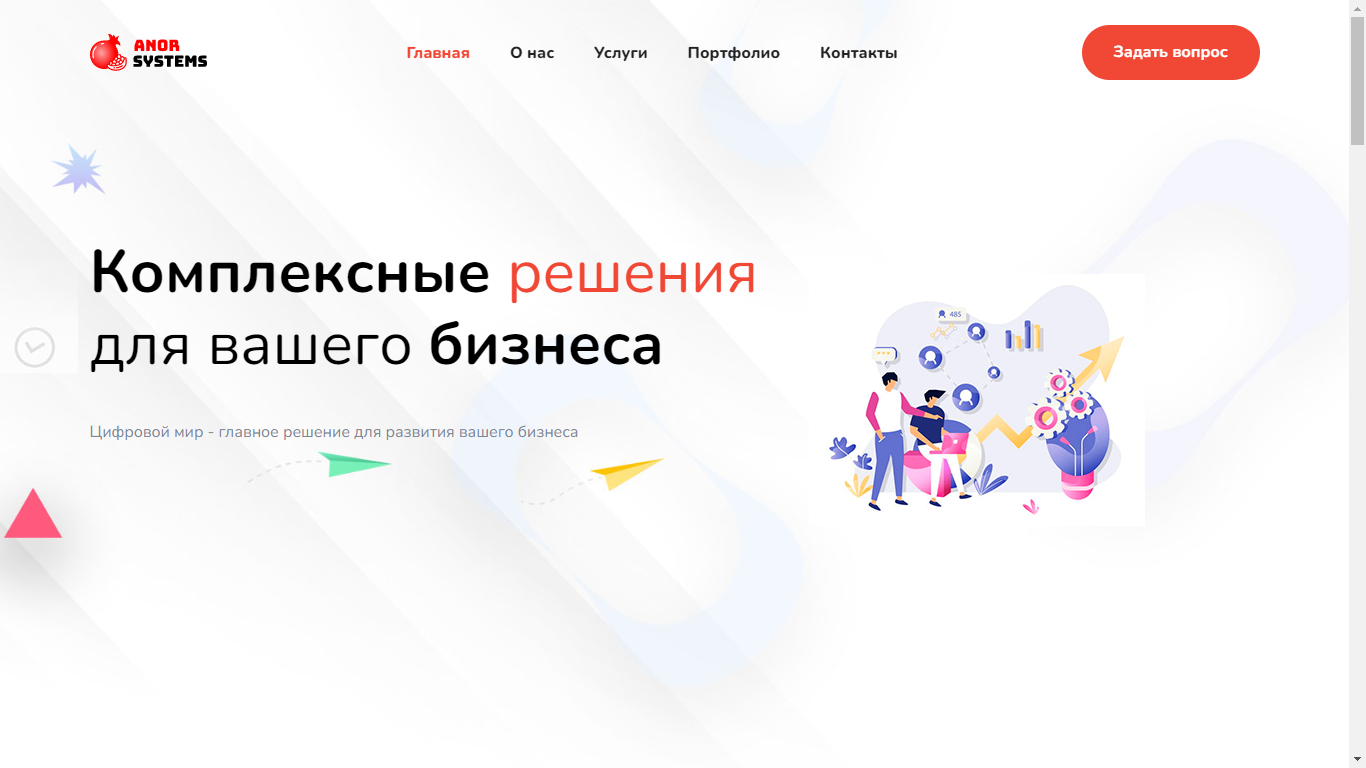 ANOR
SYSTEMS
Главная
О нас
Услуги
Портфолио
Контакты
Задать вопрос
Комплексные решения
для вашего бизнеса
Цифровой мир - главное решение для развития вашего бизнеса
485